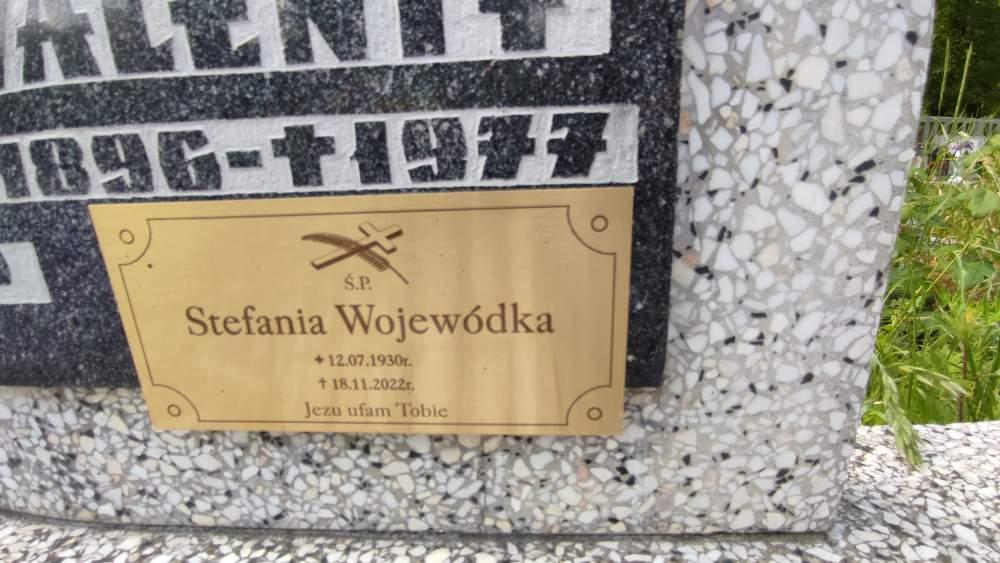 1896-†1977
Ś.P.
Stefania Wojewódka
✝ 12.07.1930r.
† 18.11.2022r.
Jezu ufam Tobie